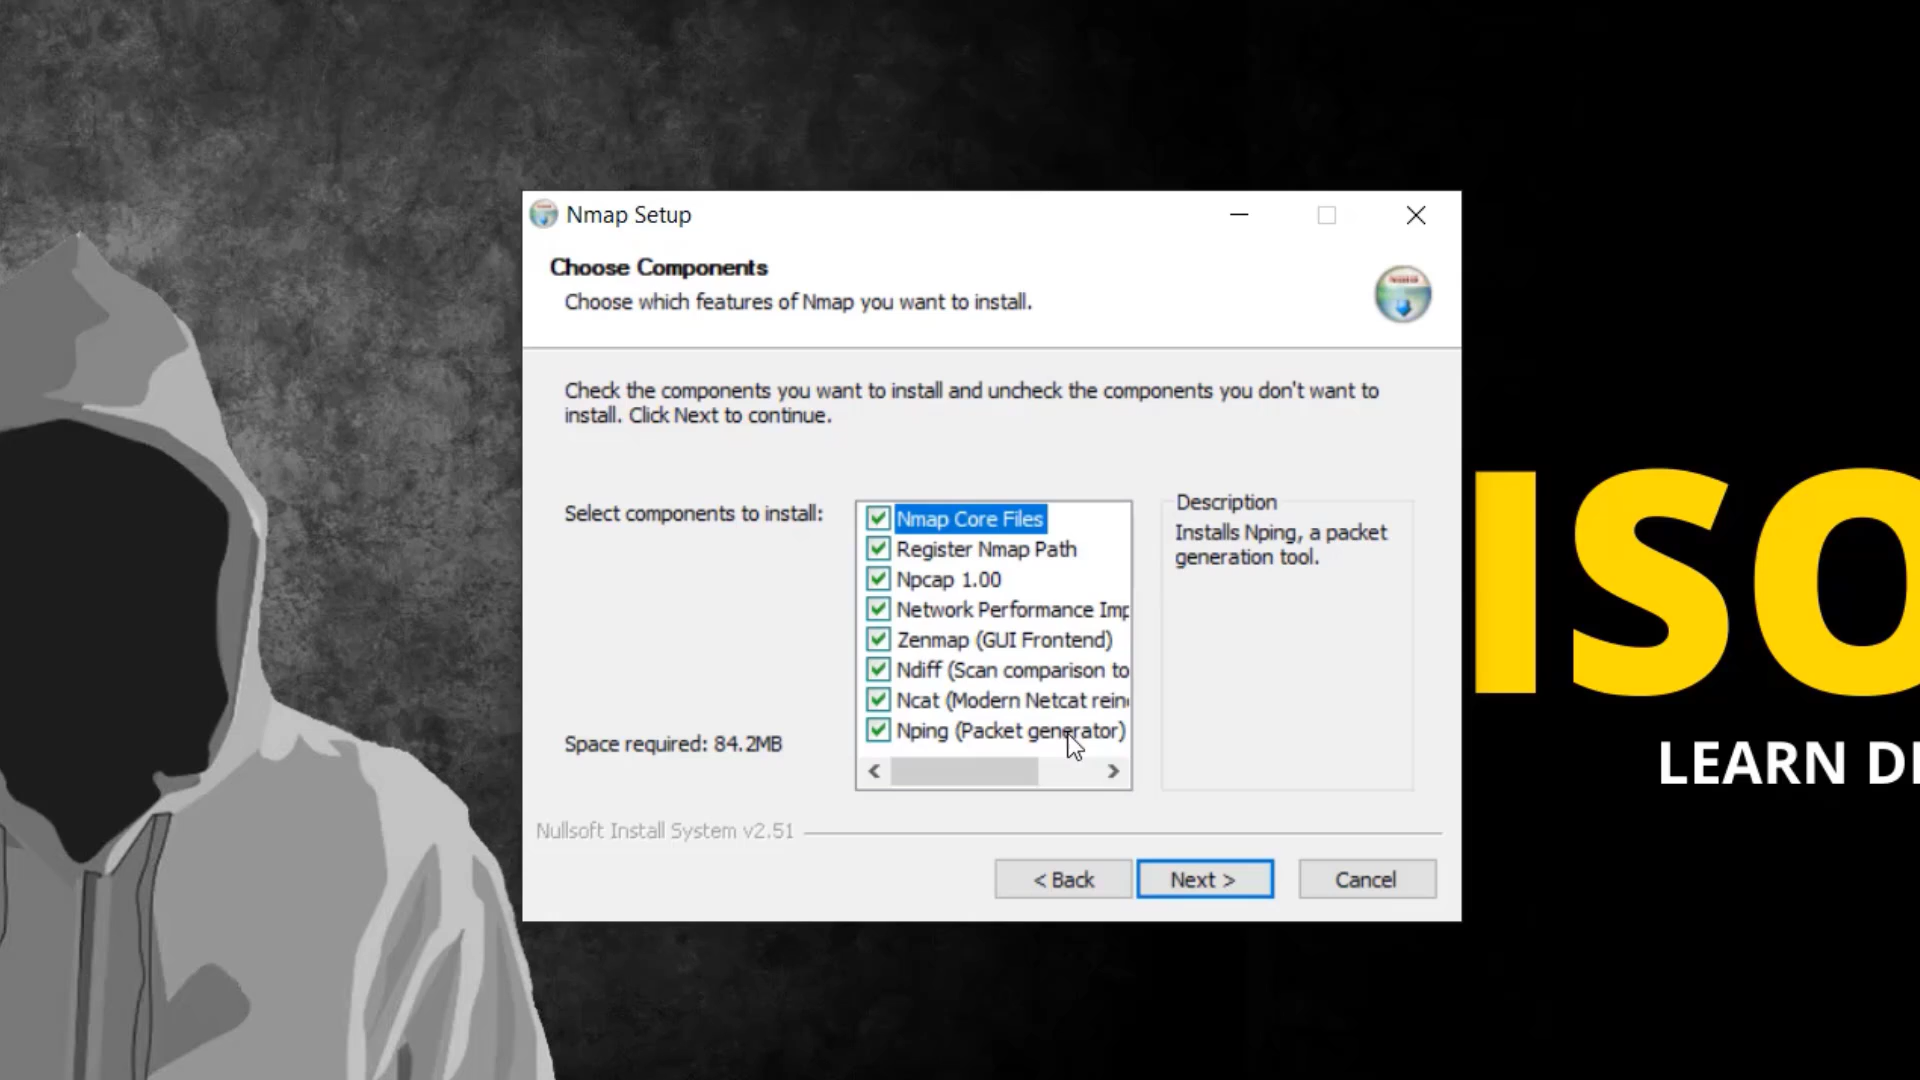 Nmap Setup
Choose Components
Choose which features of Nmap you want to install.
Check the components you want to install and uncheck the components you don't want to
install. Click Next to continue.
Select components to install:
Nmap Core Files
Register Nmap Path
Npcap 1.00
Network Performance Imp
Zenmap (GUI Frontend)
Ndiff (Scan comparison to
Ncat (Modern Netcat rein
Nping (Packet generator)
Description
Installs Nping, a packet
generation tool.
Space required: 84.2MB
Nullsoft Install System v2.51
< Back
Next >
Cancel
ISO
LEARN DI